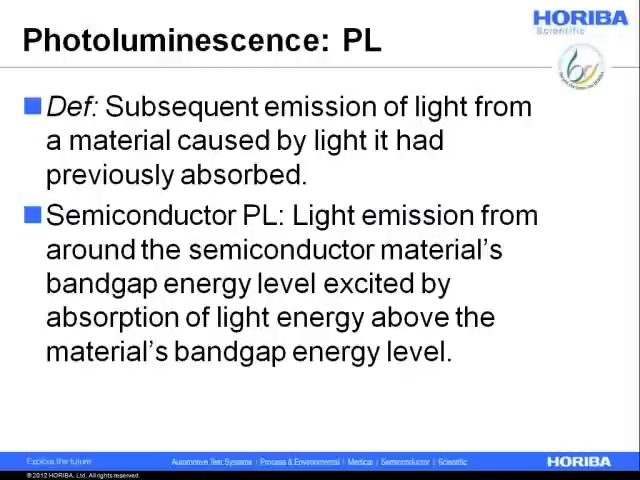 HORIBA
Scientific
Photoluminescence: PL
Def: Subsequent emission of light from
a material caused by light it had
previously absorbed.
Semiconductor PL: Light emission from
around the semiconductor material's
bandgap energy level excited by
absorption of light energy above the
material's bandgap energy level.
Explore the future
Automotive Test Systems | Process & Environmental | Medical | Semiconductor | Scientific
HORIBA
© 2012 HORIBA, Ltd. All rights reserved.